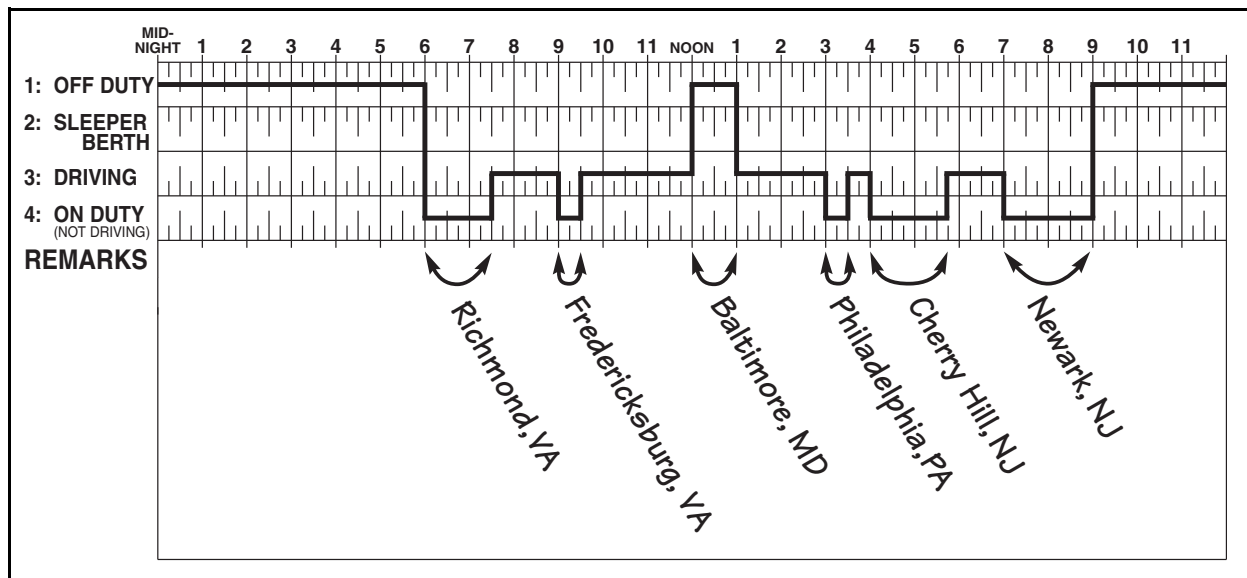 MID-
NIGHT 1 2 3 4 5 6 7 8 9 10 11 NOON 1 2 3 4 5 6 7 8 9 10 11
1: OFF DUTY
2: SLEEPER
BERTH
3: DRIVING
4: ON DUTY
(NOT DRIVING)
REMARKS
Richmond, VA
Fredericksburg, VA
Baltimore, MD
Philadelphia, PA
Cherry Hill, NJ
Newark, NJ